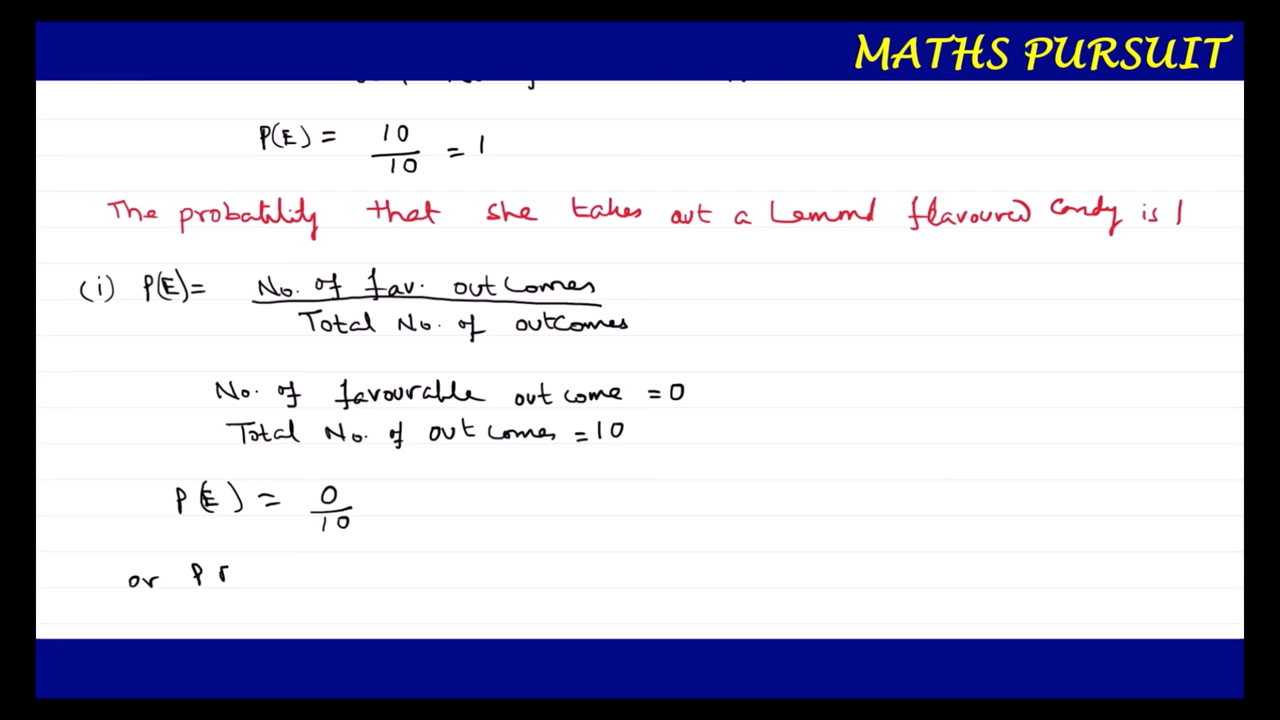 MATHS PURSUIT
P(E) = 10/10 = 1
The probability that she takes out a Lemond flavoured Candy is 1
(i) P(E) = No. of fav. outComes / Total No. of outComes
No. of favourable outcome = 0
Total No. of outcomes = 10
P(E) = 0/10
or P r